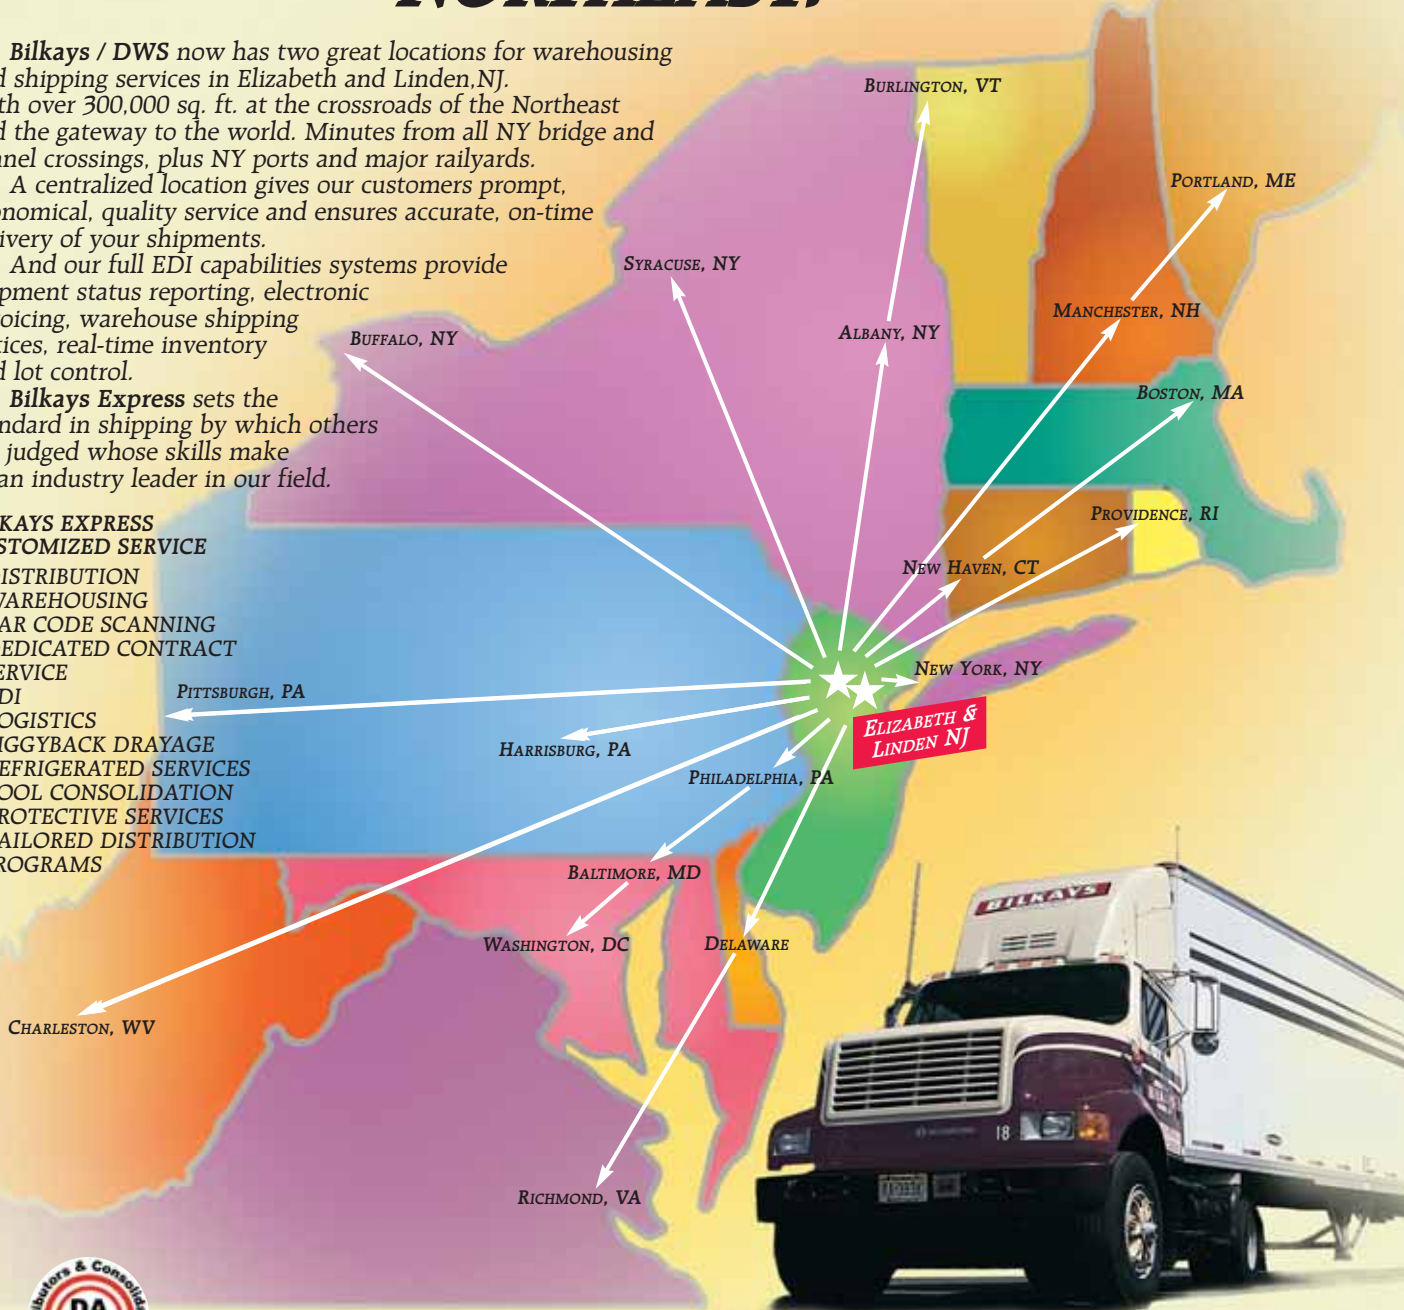 Bilkays / DWS now has two great locations for warehousing
d shipping services in Elizabeth and Linden,NJ.
th over 300,000 sq. ft. at the crossroads of the Northeast
d the gateway to the world. Minutes from all NY bridge and
nnel crossings, plus NY ports and major railyards.
A centralized location gives our customers prompt,
onomical, quality service and ensures accurate, on-time
ivery of your shipments.
And our full EDI capabilities systems provide
pment status reporting, electronic
oicing, warehouse shipping
tices, real-time inventory
d lot control.
Bilkays Express sets the
ndard in shipping by which others
judged whose skills make
an industry leader in our field.
KAYS EXPRESS
STOMIZED SERVICE
ISTRIBUTION
AREHOUSING
AR CODE SCANNING
EDICATED CONTRACT
ERVICE
DI
OGISTICS
IGGYBACK DRAYAGE
EFRIGERATED SERVICES
OOL CONSOLIDATION
ROTECTIVE SERVICES
AILORED DISTRIBUTION
ROGRAMS
BURLINGTON, VT
PORTLAND, ME
SYRACUSE, NY
MANCHESTER, NH
BUFFALO, NY
ALBANY, NY
BOSTON, MA
PROVIDENCE, RI
NEW HAVEN, CT
NEW YORK, NY
PITTSBURGH, PA
ELIZABETH &
LINDEN NJ
HARRISBURG, PA
PHILADELPHIA, PA
BALTIMORE, MD
WASHINGTON, DC
DELAWARE
CHARLESTON, WV
RICHMOND, VA
BILKAYS
18
butors & Consolida
DA